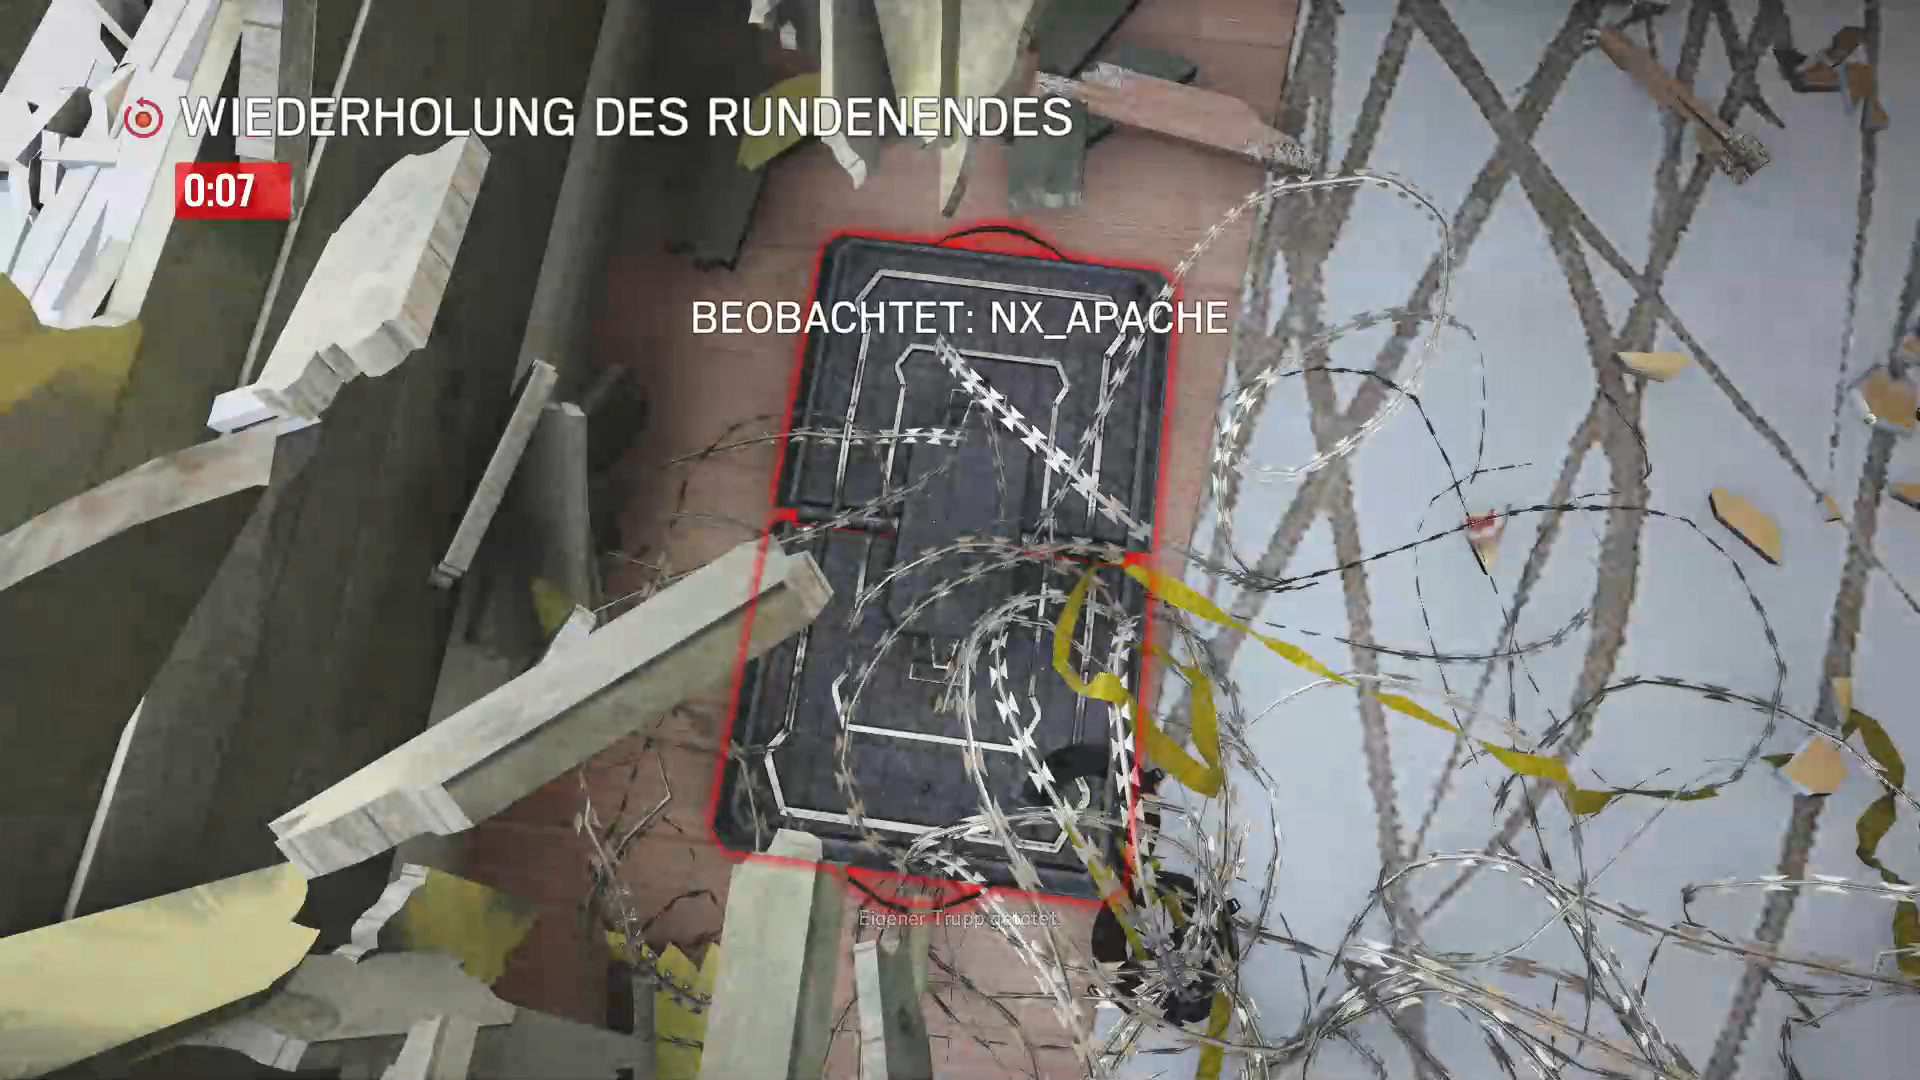 WIEDERHOLUNG DES RUNDENENDES
0:07
BEOBACHTET: NX_APACHE
Eigener Trupp getötet